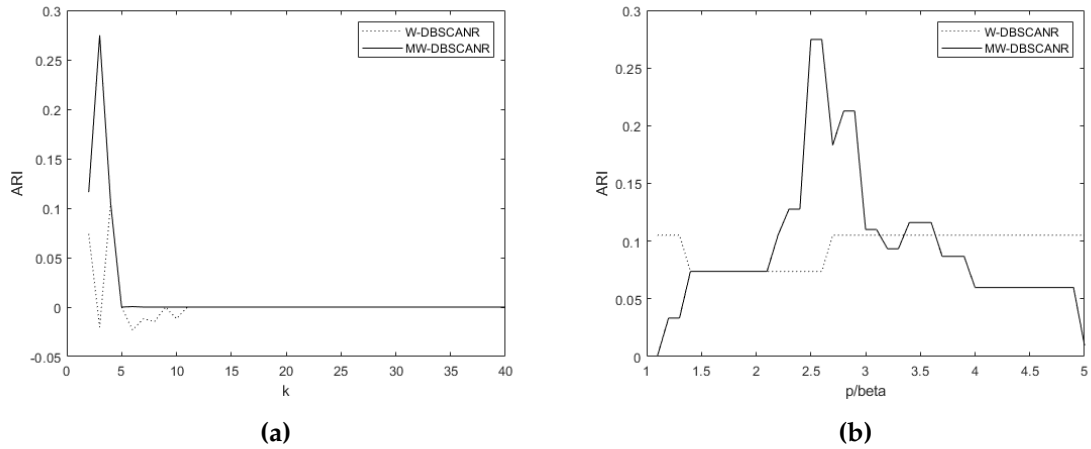 0.3
0.25
0.2
0.15
0.1
0.05
0
-0.05
ARI
0 5 10 15 20 25 30 35 40
k
W-DBSCANR
MW-DBSCANR
(a)
0.3
0.25
0.2
0.15
0.1
0.05
0
ARI
1 1.5 2 2.5 3 3.5 4 4.5 5
p/beta
W-DBSCANR
MW-DBSCANR
(b)